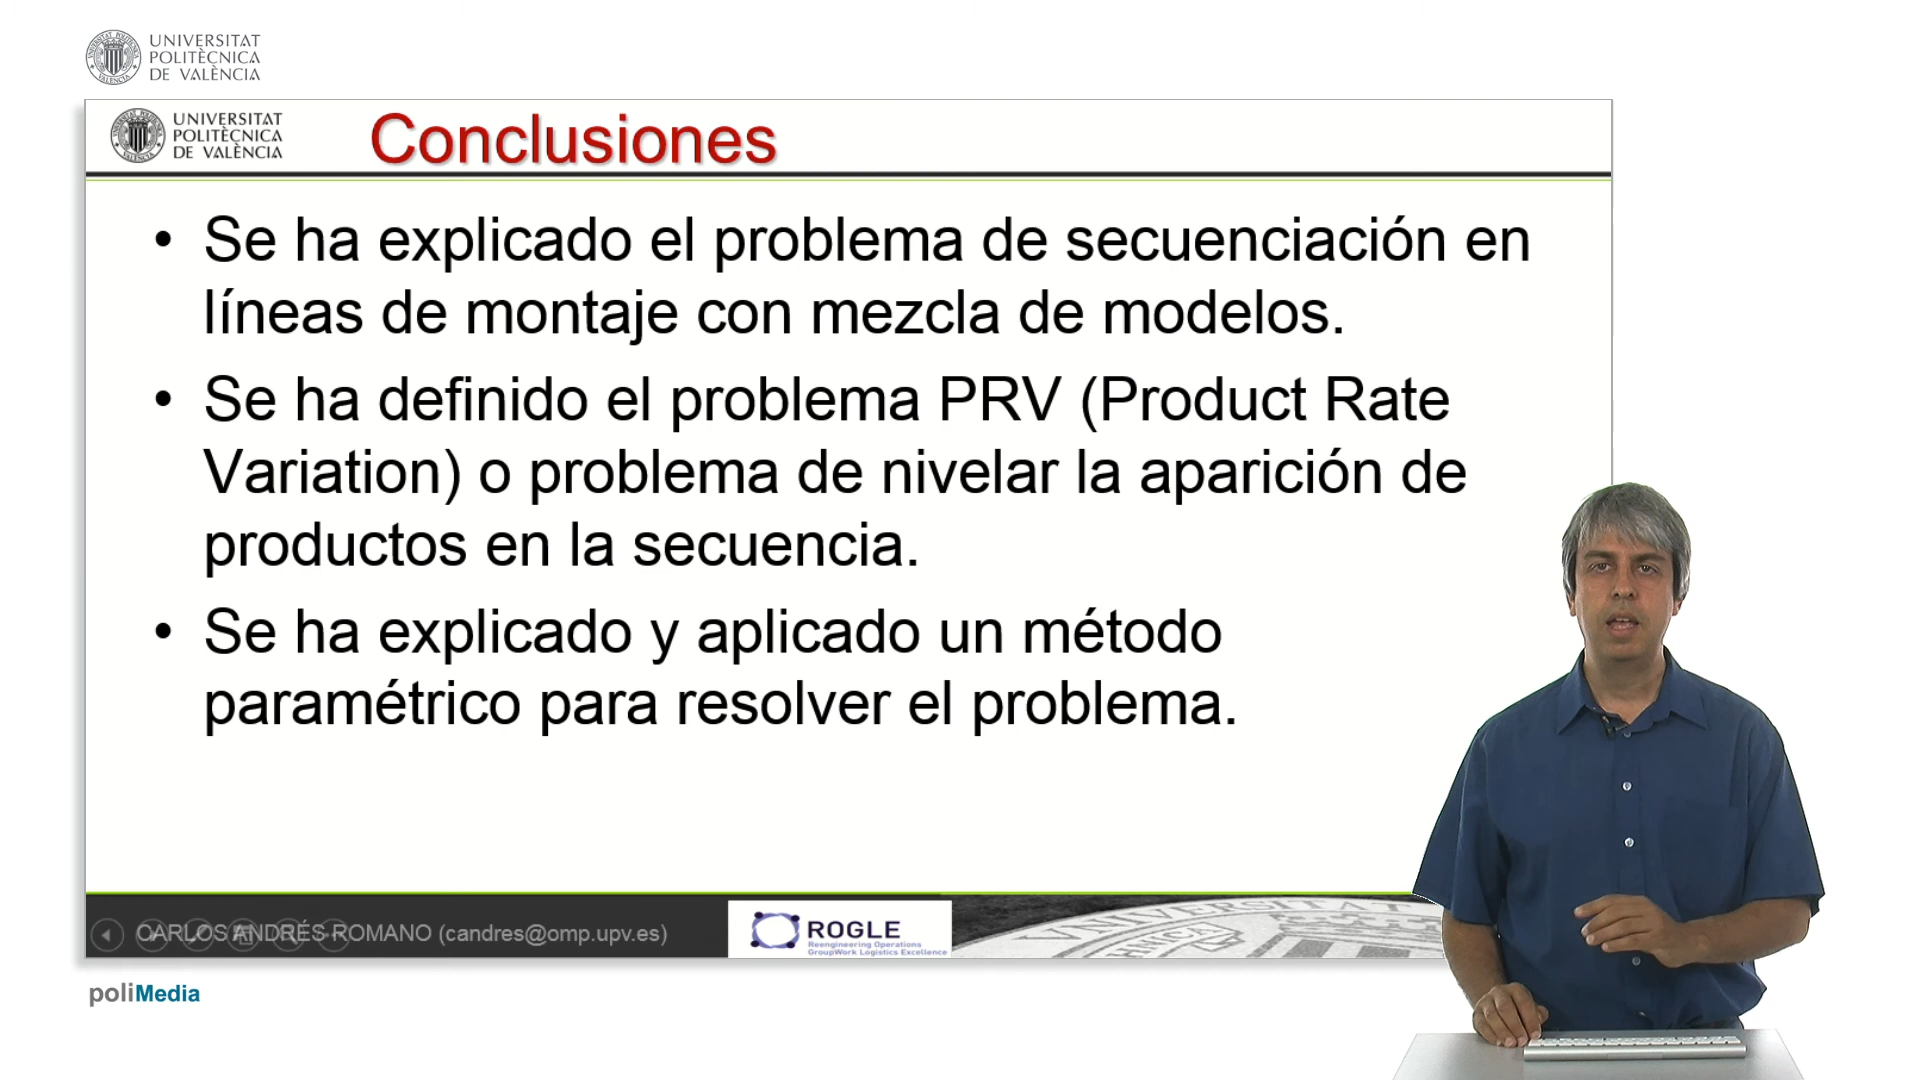 UNIVERSITAT
POLITÈCNICA
DE VALÈNCIA
UNIVERSITAT
POLITÈCNICA
DE VALÈNCIA
Conclusiones
• Se ha explicado el problema de secuenciación en
líneas de montaje con mezcla de modelos.
• Se ha definido el problema PRV (Product Rate
Variation) o problema de nivelar la aparición de
productos en la secuencia.
• Se ha explicado y aplicado un método
paramétrico para resolver el problema.
CARLOS ANDRÉS ROMANO (candres@omp.upv.es)
ROGLE
Reengineering Operations
GroupWork Logistics Excellence
poliMedia